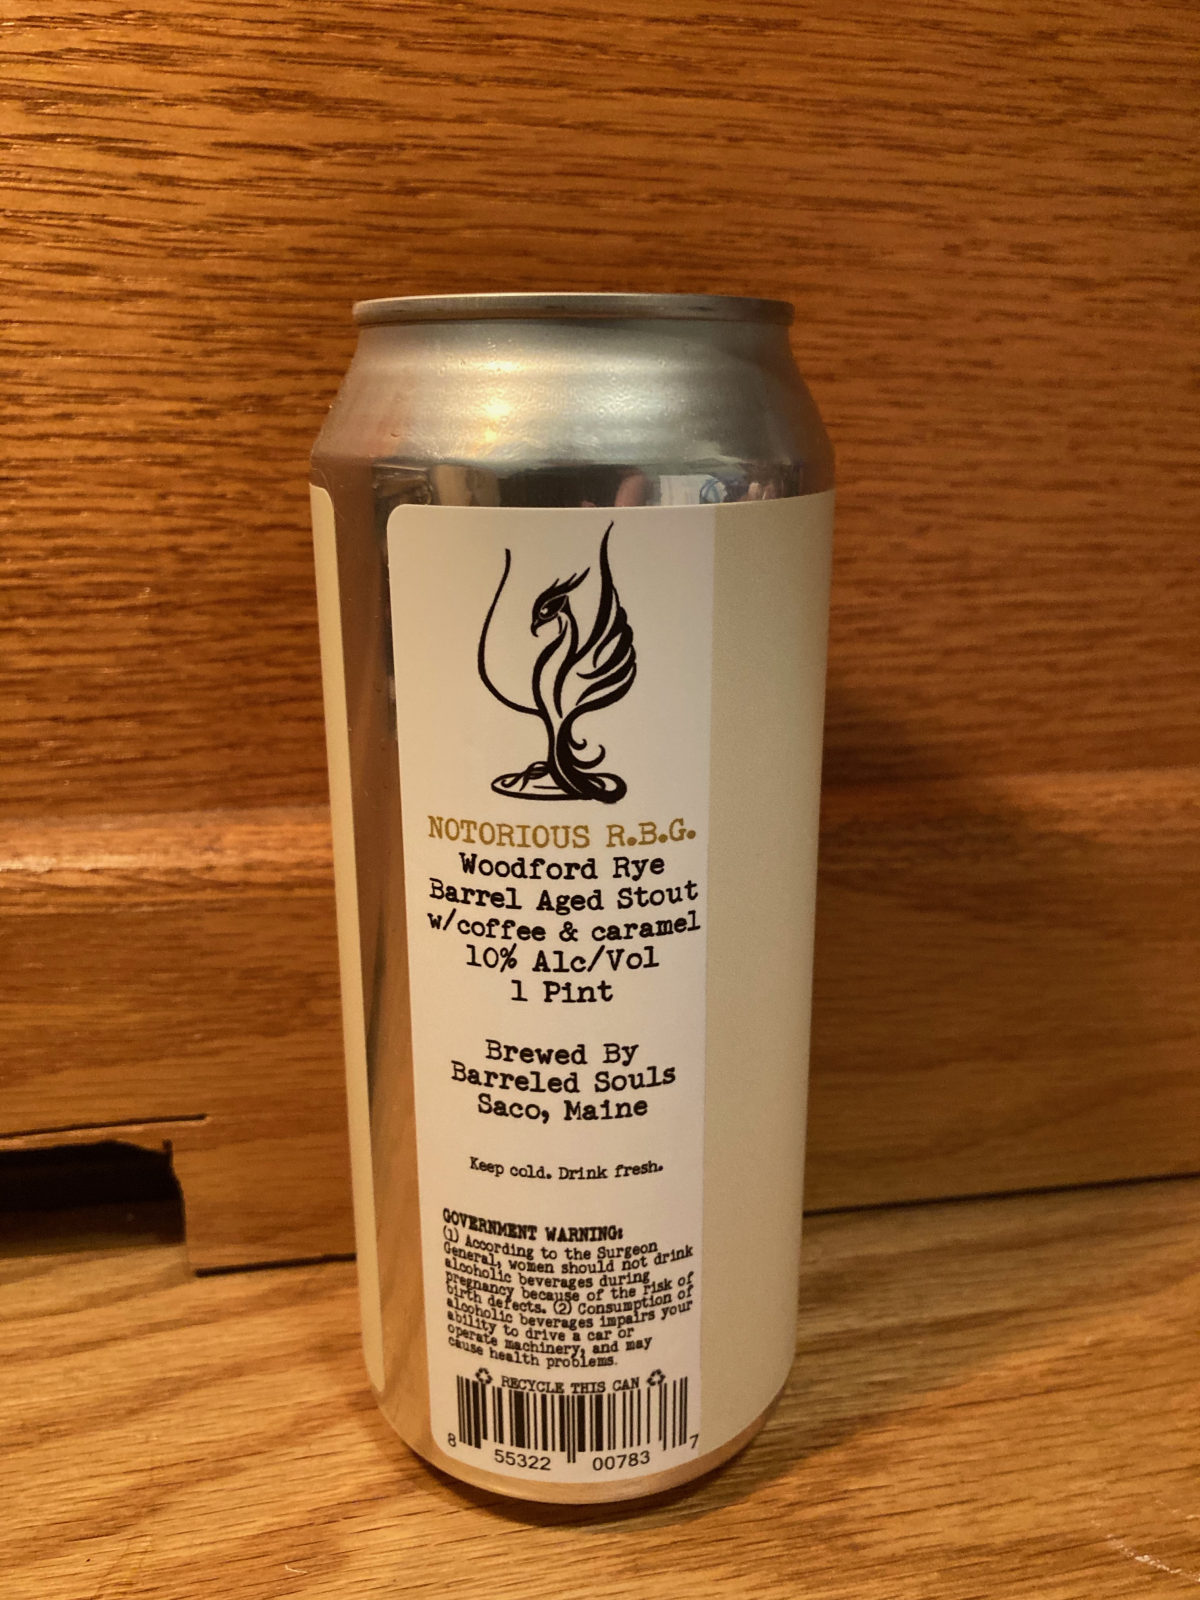 NOTORIOUS R.B.G.
Woodford Rye
Barrel Aged Stout
w/coffee & caramel
10% Alc/Vol
1 Pint
Brewed By
Barreled Souls
Saco, Maine
Keep cold. Drink fresh.
GOVERNMENT WARNING:
(1) According to the Surgeon
General, women should not drink
alcoholic beverages during
pregnancy because of the risk of
birth defects. (2) Consumption of
alcoholic beverages impairs your
ability to drive a car or
operate machinery, and may
cause health problems.
RECYCLE THIS CAN
8 55322 00783 7